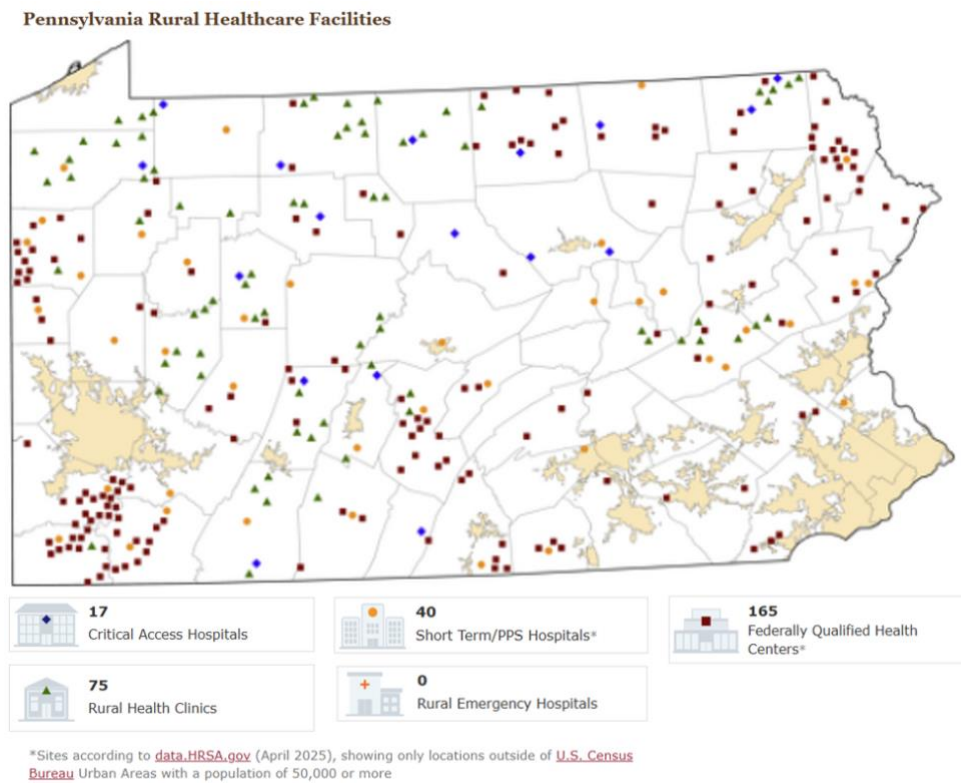 Pennsylvania Rural Healthcare Facilities
17
Critical Access Hospitals
40
Short Term/PPS Hospitals*
165
Federally Qualified Health
Centers*
75
Rural Health Clinics
0
Rural Emergency Hospitals
*Sites according to data.HRSA.gov (April 2025), showing only locations outside of U.S. Census
Bureau Urban Areas with a population of 50,000 or more